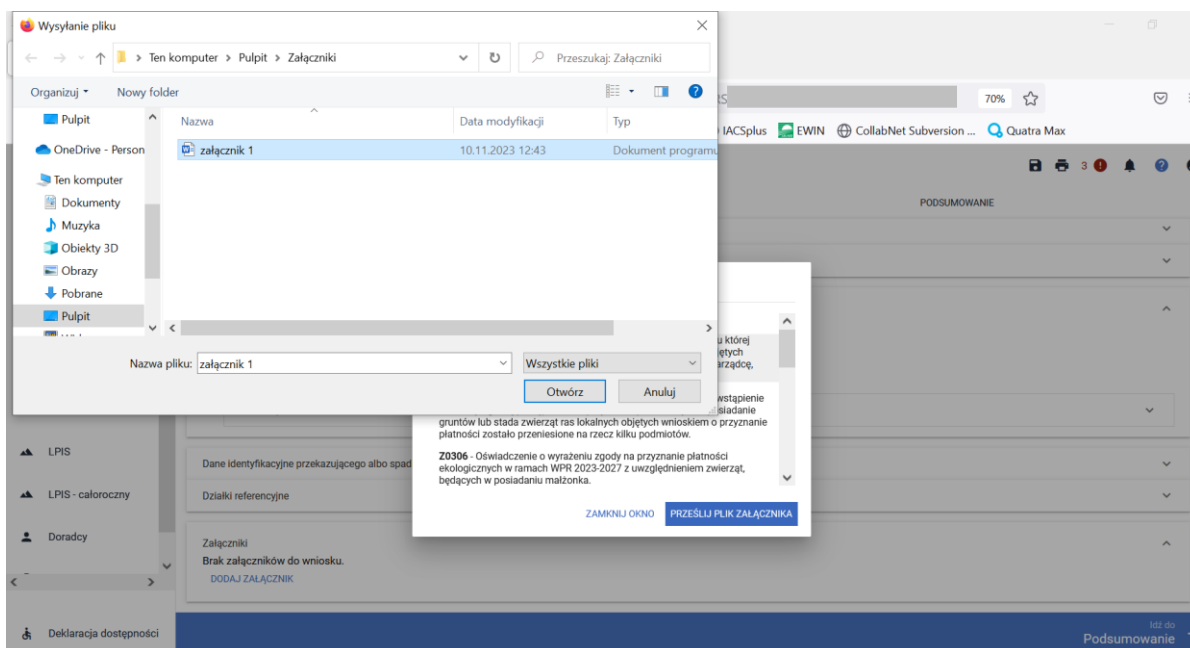 Wysyłanie pliku
Ten komputer > Pulpit > Załączniki
Przeszukaj: Załączniki
Organizuj
Nowy folder
70%
IACSplus
EWIN
CollabNet Subversion ...
Quatra Max
Pulpit
OneDrive - Person
Ten komputer
Dokumenty
Muzyka
Obiekty 3D
Obrazy
Pobrane
Pulpit
Nazwa
Data modyfikacji
Typ
załącznik 1
10.11.2023 12:43
Dokument programu
Nazwa pliku:
załącznik 1
Wszystkie pliki
Otwórz
Anuluj
3
PODSUMOWANIE
u której
ętych
arządcę,
wstąpienie
siadanie
gruntów lub stada zwierząt ras lokalnych objętych wnioskiem o przyznanie
płatności zostało przeniesione na rzecz kilku podmiotów.
Z0306 - Oświadczenie o wyrażeniu zgody na przyznanie płatności
ekologicznych w ramach WPR 2023-2027 z uwzględnieniem zwierząt,
będących w posiadaniu małżonka.
ZAMKNIJ OKNO
PRZEŚLIJ PLIK ZAŁĄCZNIKA
LPIS
LPIS - całoroczny
Doradcy
Deklaracja dostępności
Dane identyfikacyjne przekazującego albo spad
Działki referencyjne
Załączniki
Brak załączników do wniosku.
DODAJ ZAŁĄCZNIK
Idź do
Podsumowanie